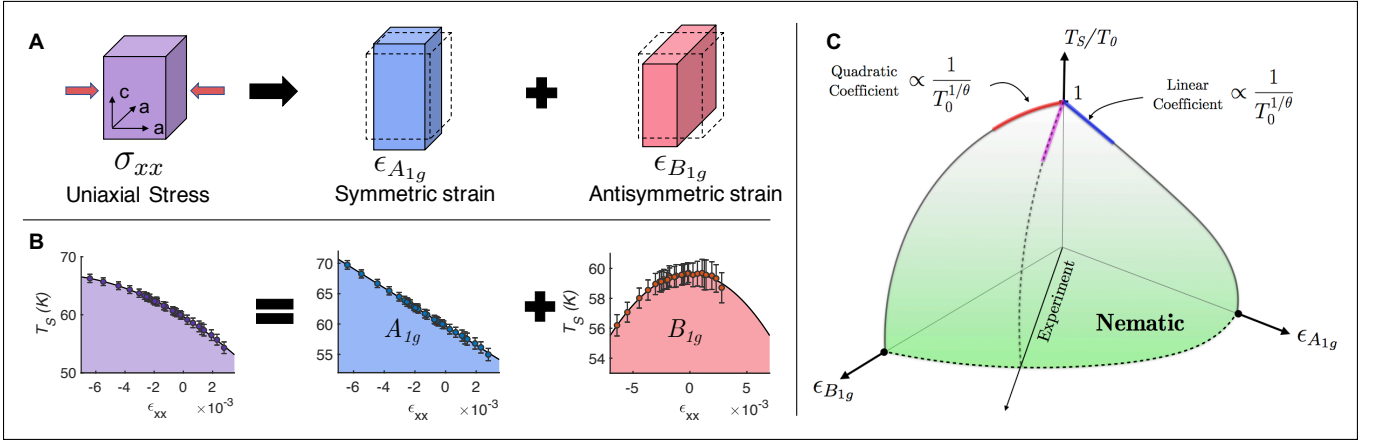 A
c
a
a
σxx
Uniaxial Stress
ϵA1g
Symmetric strain
ϵB1g
Antisymmetric strain
B
70
60
50
TS (K)
-6 -4 -2 0 2
ϵxx ×10-3
70
65
60
55
A1g
-6 -4 -2 0 2
ϵxx ×10-3
60
58
56
54
TS (K)
B1g
-5 0 5
ϵxx ×10-3
C
TS/T0
1
Quadratic
Coefficient ∝ 1/T0^1/θ
Linear
Coefficient ∝ 1/T0^1/θ
Experiment
Nematic
ϵA1g
ϵB1g